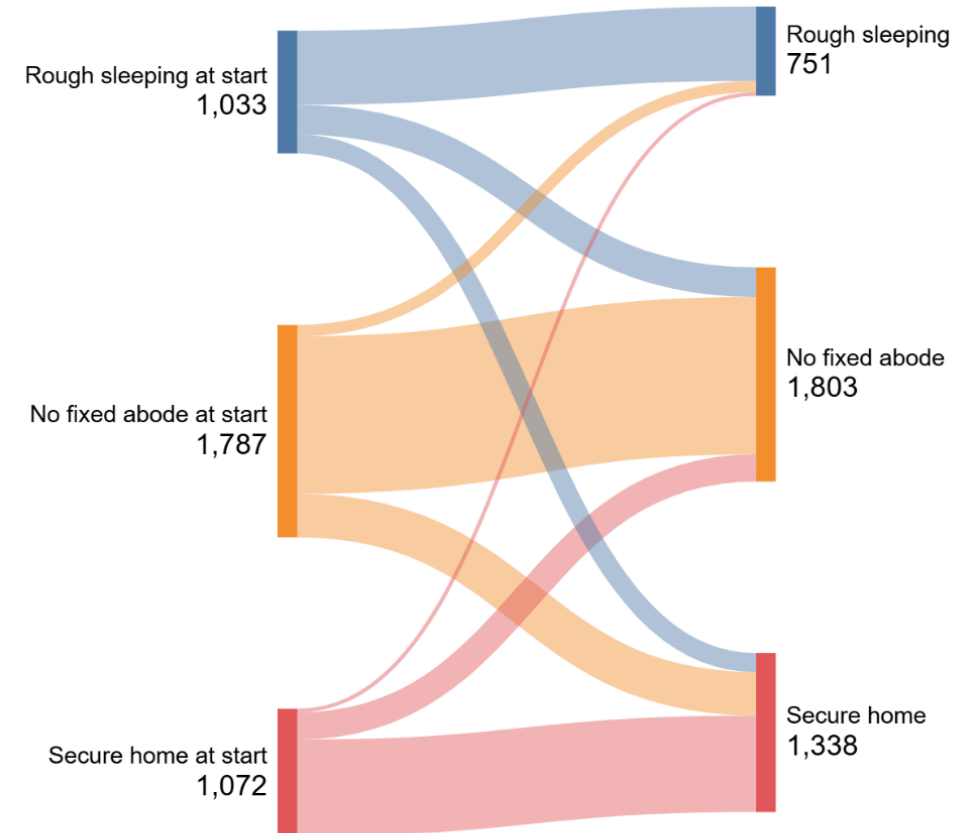 Rough sleeping at start
1,033
No fixed abode at start
1,787
Secure home at start
1,072
Rough sleeping
751
No fixed abode
1,803
Secure home
1,338